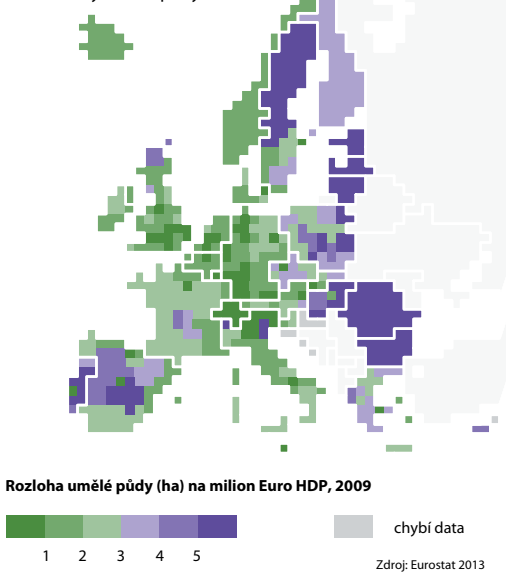 Rozloha umělé půdy (ha) na milion Euro HDP, 2009
1 2 3 4 5
chybí data
Zdroj: Eurostat 2013